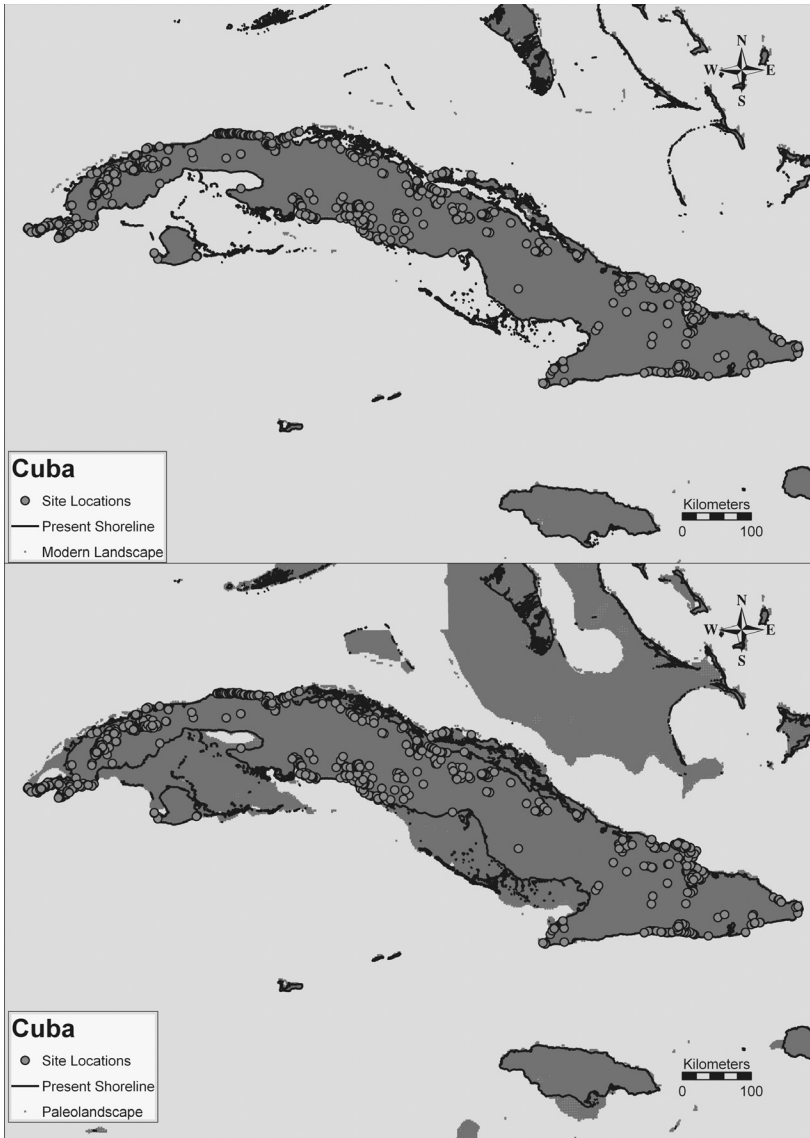 N
W E
S
Cuba
Site Locations
Present Shoreline
Modern Landscape
Kilometers
0 100
N
W E
S
Cuba
Site Locations
Present Shoreline
Paleolandscape
Kilometers
0 100